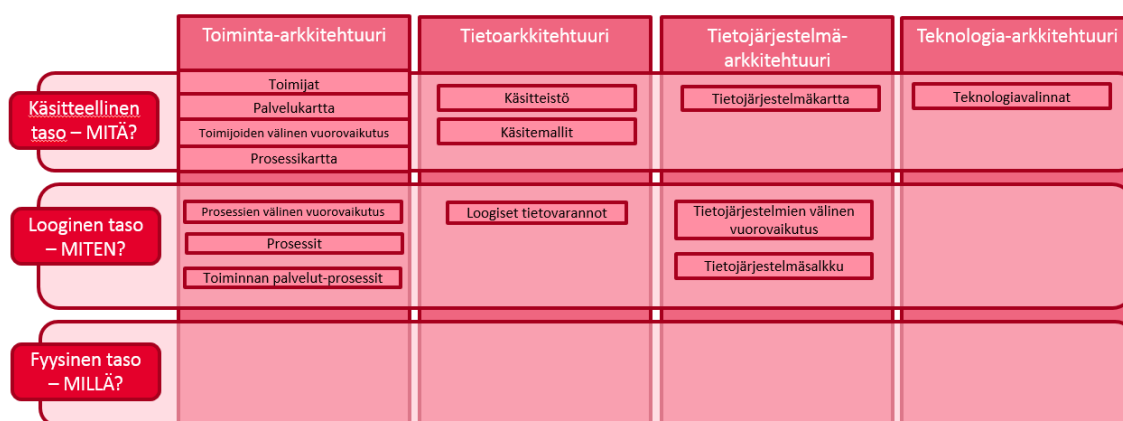 Toiminta-arkkitehtuuri
Tietoarkkitehtuuri
Tietojärjestelmä-
arkkitehtuuri
Teknologia-arkkitehtuuri
Käsitteellinen
taso – MITÄ?
Toimijat
Palvelukartta
Toimijoiden välinen vuorovaikutus
Prosessikartta
Käsitteistö
Käsitemallit
Tietojärjestelmäkartta
Teknologiavalinnat
Looginen taso
– MITEN?
Prosessien välinen vuorovaikutus
Prosessit
Toiminnan palvelut-prosessit
Loogiset tietovarannot
Tietojärjestelmien välinen
vuorovaikutus
Tietojärjestelmäsalkku
Fyysinen taso
– MILLÄ?